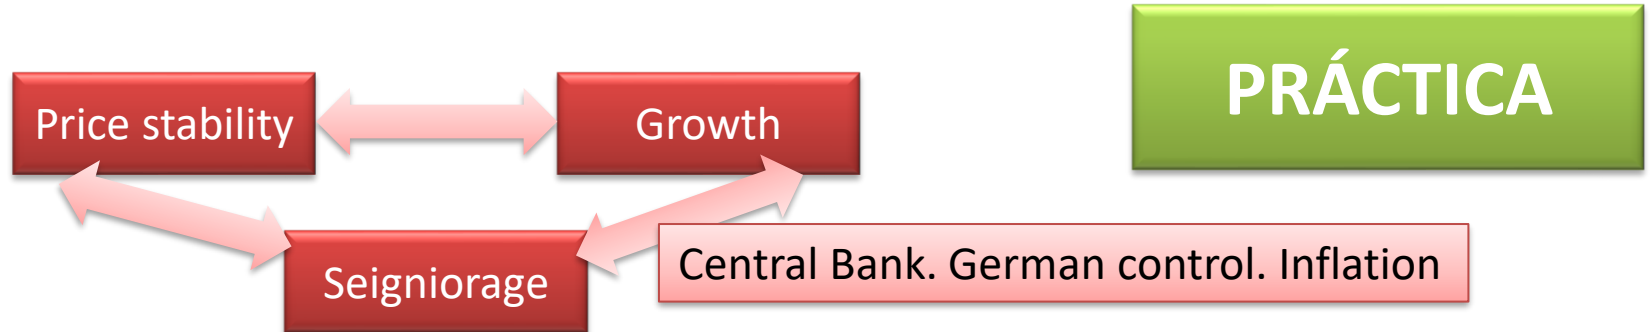 PRÁCTICA
Price stability
Growth
Central Bank. German control. Inflation
Seigniorage